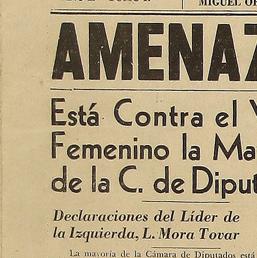 MIGUEL OR
AMENAZ
Está Contra el V
Femenino la Ma
de la C. de Diput
Declaraciones del Líder de
la Izquierda, L. Mora Tovar
La mayoría de la Cámara de Diputados está